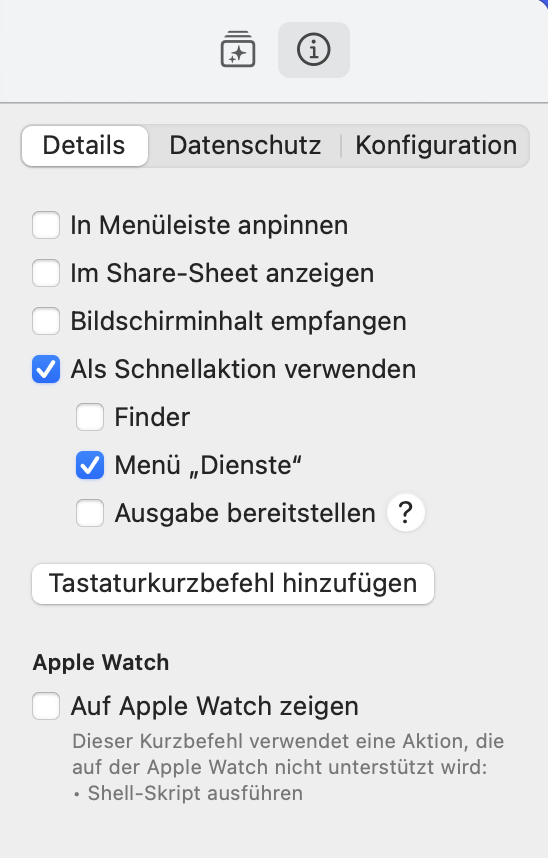 Details Datenschutz Konfiguration
In Menüleiste anpinnen
Im Share-Sheet anzeigen
Bildschirminhalt empfangen
Als Schnellaktion verwenden
Finder
Menü „Dienste“
Ausgabe bereitstellen ?
Tastaturkurzbefehl hinzufügen
Apple Watch
Auf Apple Watch zeigen
Dieser Kurzbefehl verwendet eine Aktion, die
auf der Apple Watch nicht unterstützt wird:
• Shell-Skript ausführen